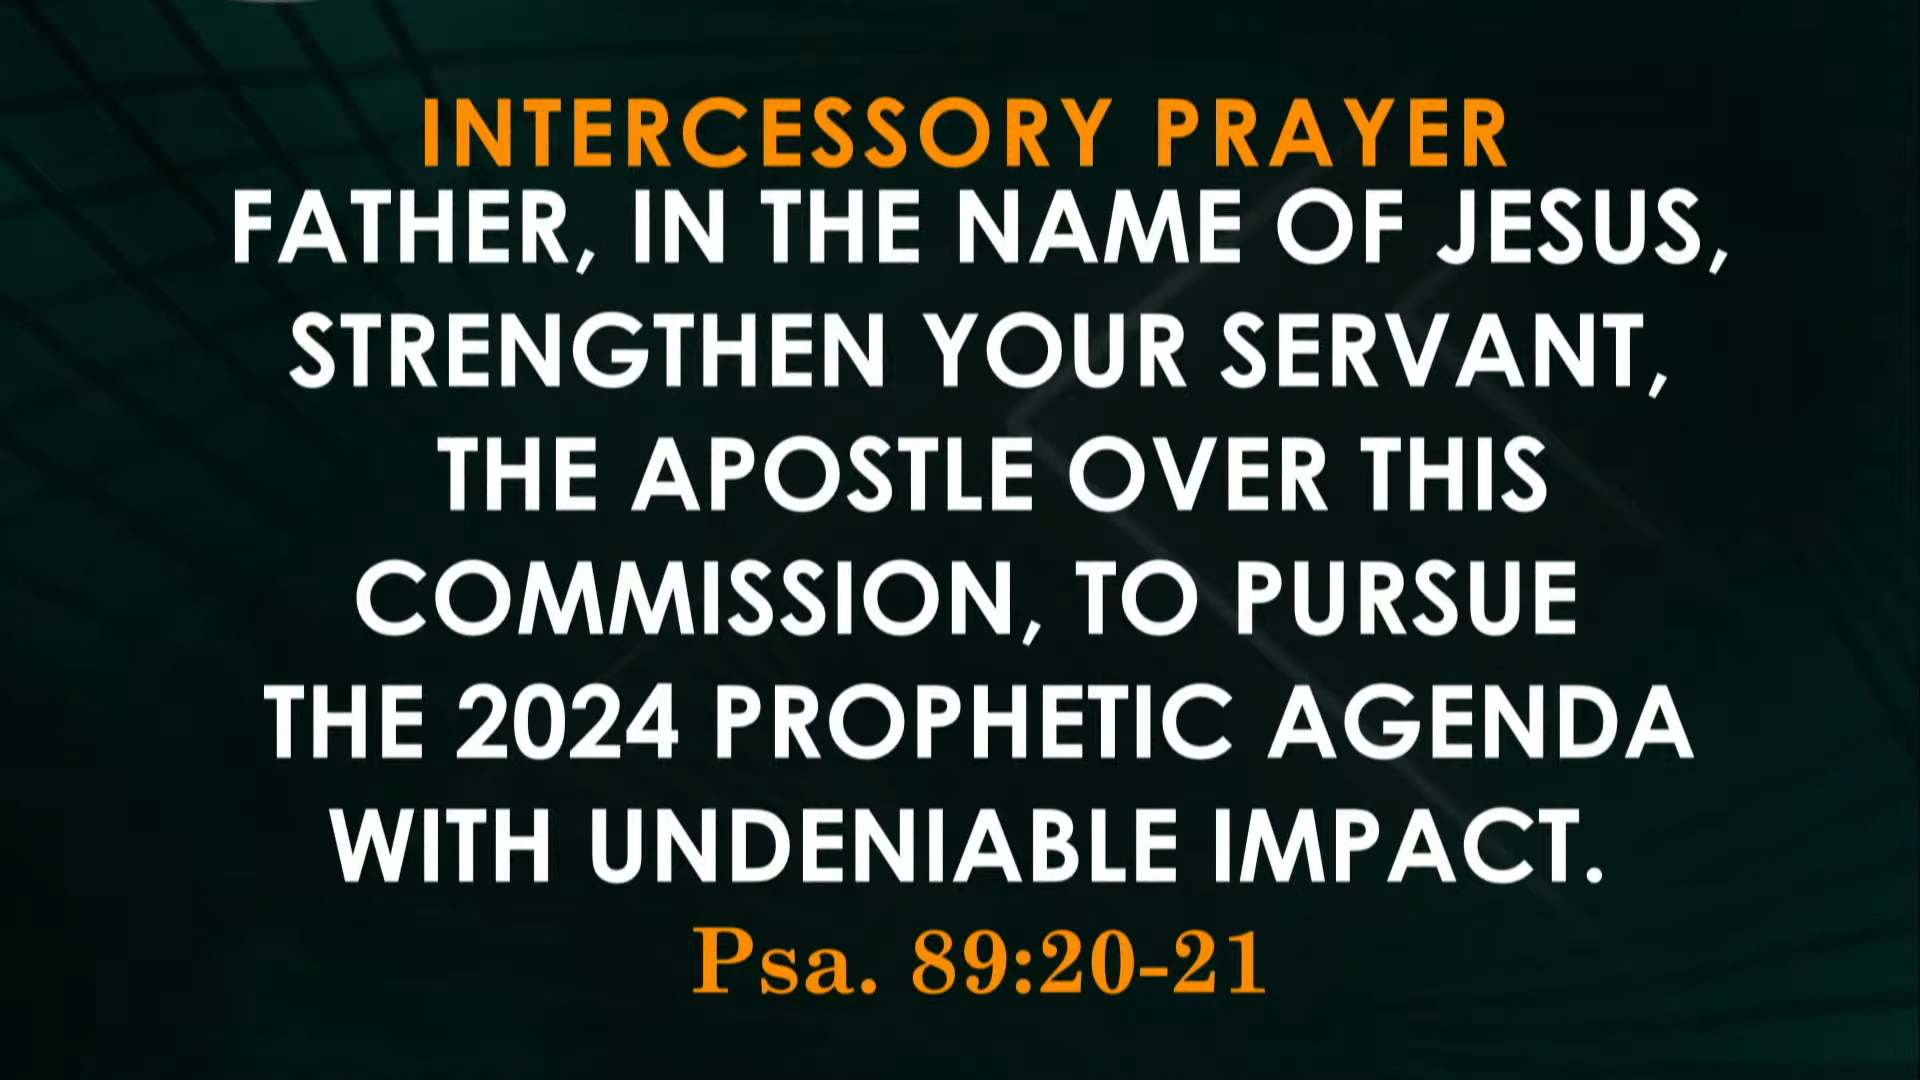 INTERCESSORY PRAYER
FATHER, IN THE NAME OF JESUS,
STRENGTHEN YOUR SERVANT,
THE APOSTLE OVER THIS
COMMISSION, TO PURSUE
THE 2024 PROPHETIC AGENDA
WITH UNDENIABLE IMPACT.
Psa. 89:20-21